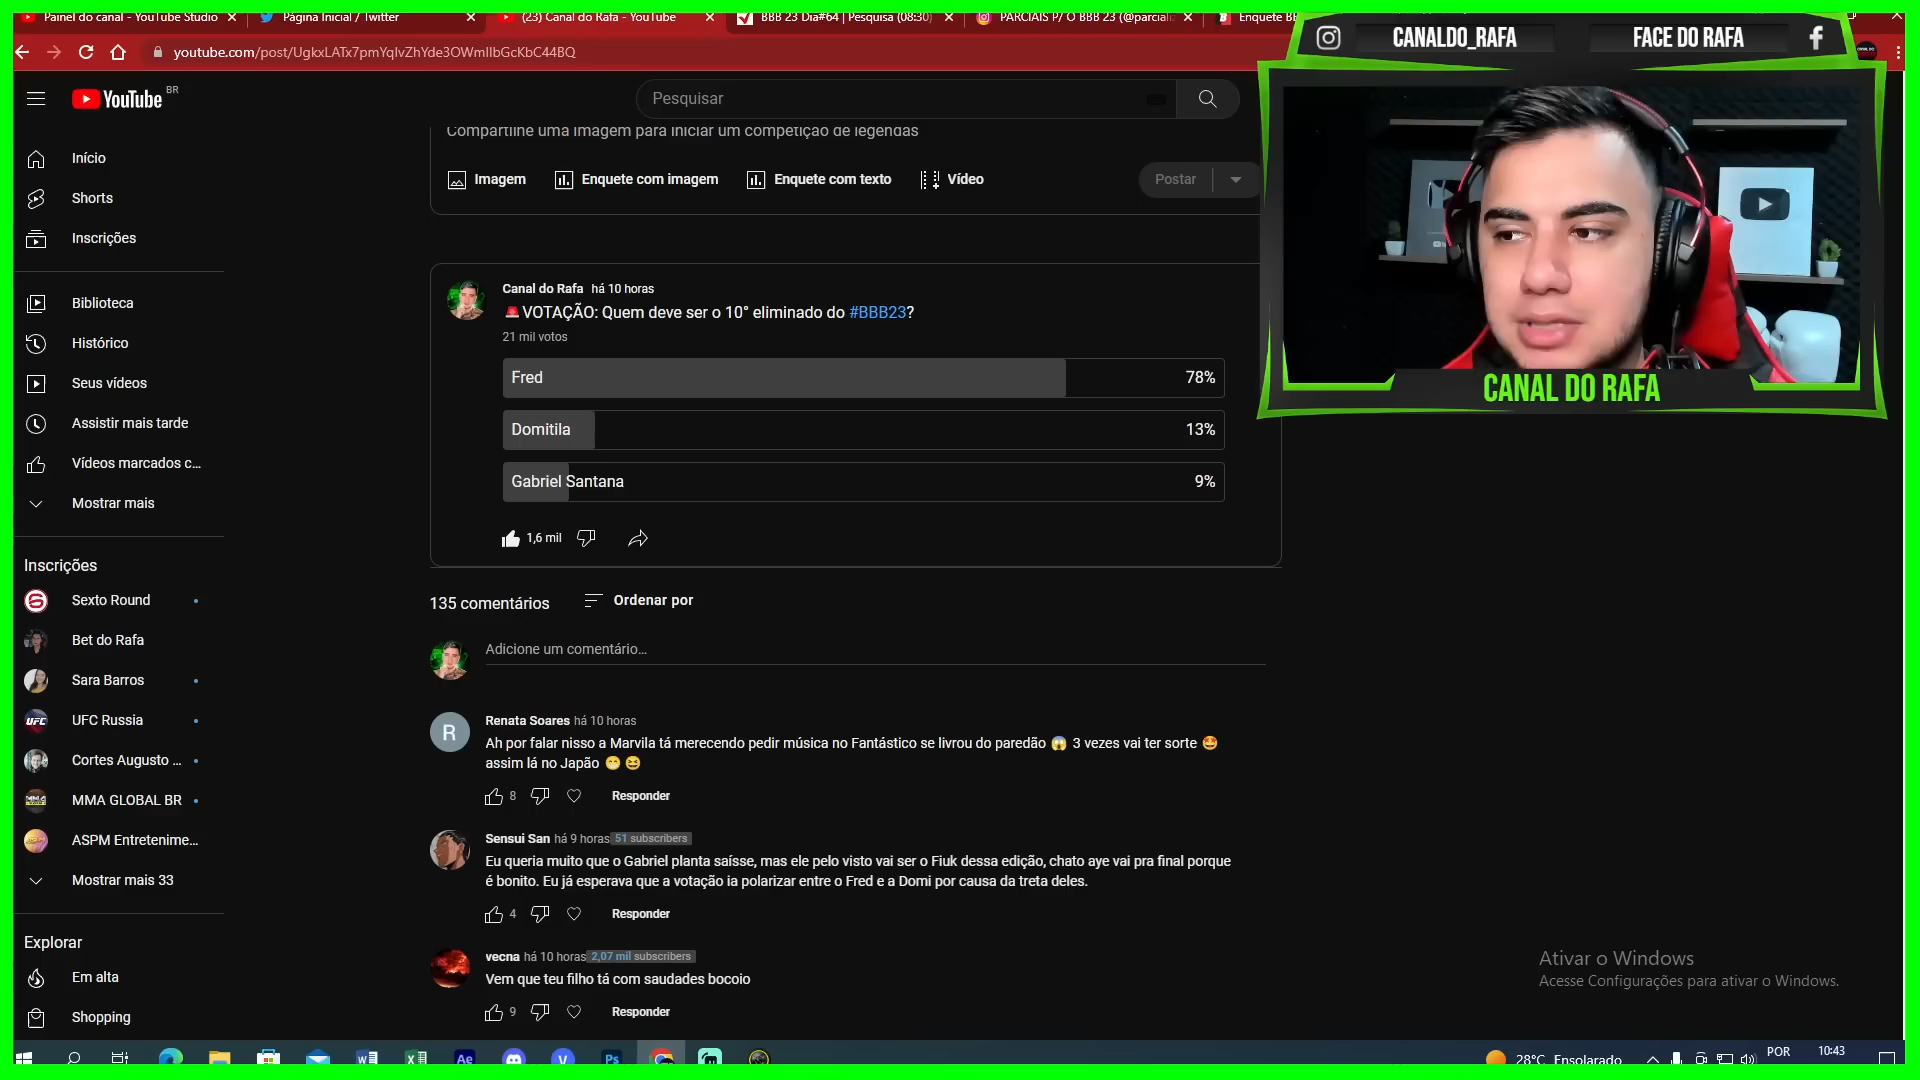 Painel do canal - YouTube Studio
Página Inicial / Twitter
(23) Canal do Rafa - YouTube
BBB 23 Dia#64 | Pesquisa (08:30)
PARCIAIS P/ O BBB 23 (@parciai
Enquete BB
youtube.com/post/UgkxLATx7pmYqIvZhYde3OWmlIbGcKbC44BQ
CANALDO_RAFA
FACE DO RAFA
YouTube BR
Pesquisar
Início
Shorts
Inscrições
Biblioteca
Histórico
Seus vídeos
Assistir mais tarde
Vídeos marcados c...
Mostrar mais
Inscrições
Sexto Round
Bet do Rafa
Sara Barros
UFC Russia
Cortes Augusto ...
MMA GLOBAL BR
ASPM Entretenime...
Mostrar mais 33
Explorar
Em alta
Shopping
Compartilhe uma imagem para iniciar um competição de legendas
Imagem
Enquete com imagem
Enquete com texto
Vídeo
Postar
Canal do Rafa há 10 horas
🚨VOTAÇÃO: Quem deve ser o 10° eliminado do #BBB23?
21 mil votos
Fred 78%
Domitila 13%
Gabriel Santana 9%
1,6 mil
135 comentários
Ordenar por
Adicione um comentário...
R
Renata Soares há 10 horas
Ah por falar nisso a Marvila tá merecendo pedir música no Fantástico se livrou do paredão 😱 3 vezes vai ter sorte 🤩
assim lá no Japão 😁 😆
8
Responder
Sensui San há 9 horas 51 subscribers
Eu queria muito que o Gabriel planta saísse, mas ele pelo visto vai ser o Fiuk dessa edição, chato aye vai pra final porque
é bonito. Eu já esperava que a votação ia polarizar entre o Fred e a Domi por causa da treta deles.
4
Responder
vecna há 10 horas 2,07 mil subscribers
Vem que teu filho tá com saudades bocoio
9
Responder
CANAL DO RAFA
Ativar o Windows
Acesse Configurações para ativar o Windows.
Ae
V
Ps
28°C Ensolarado
POR
10:43